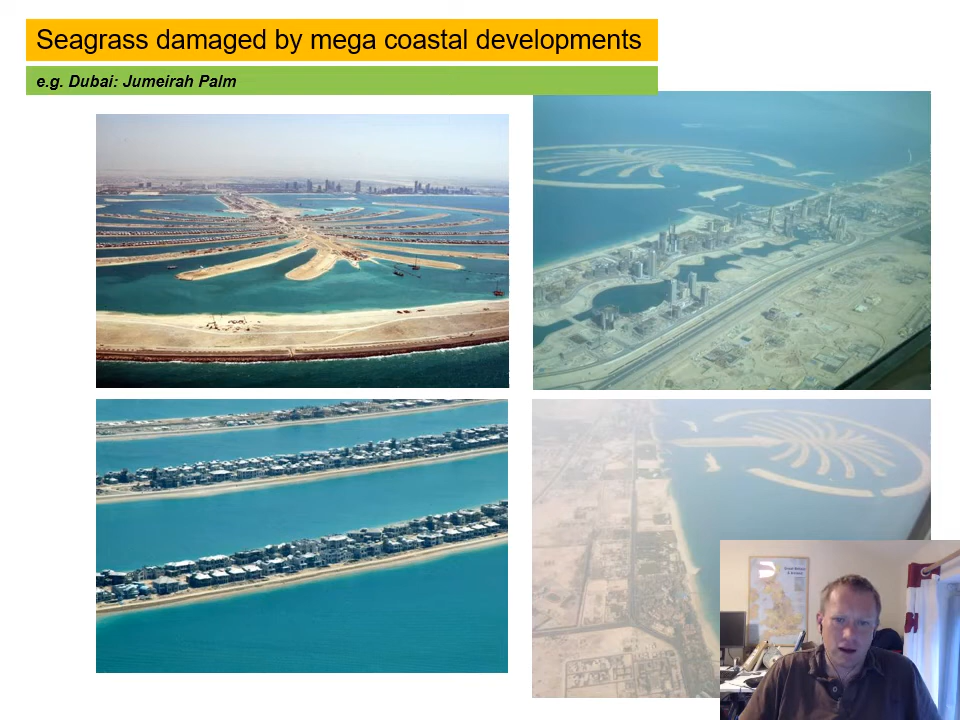 Seagrass damaged by mega coastal developments
e.g. Dubai: Jumeirah Palm